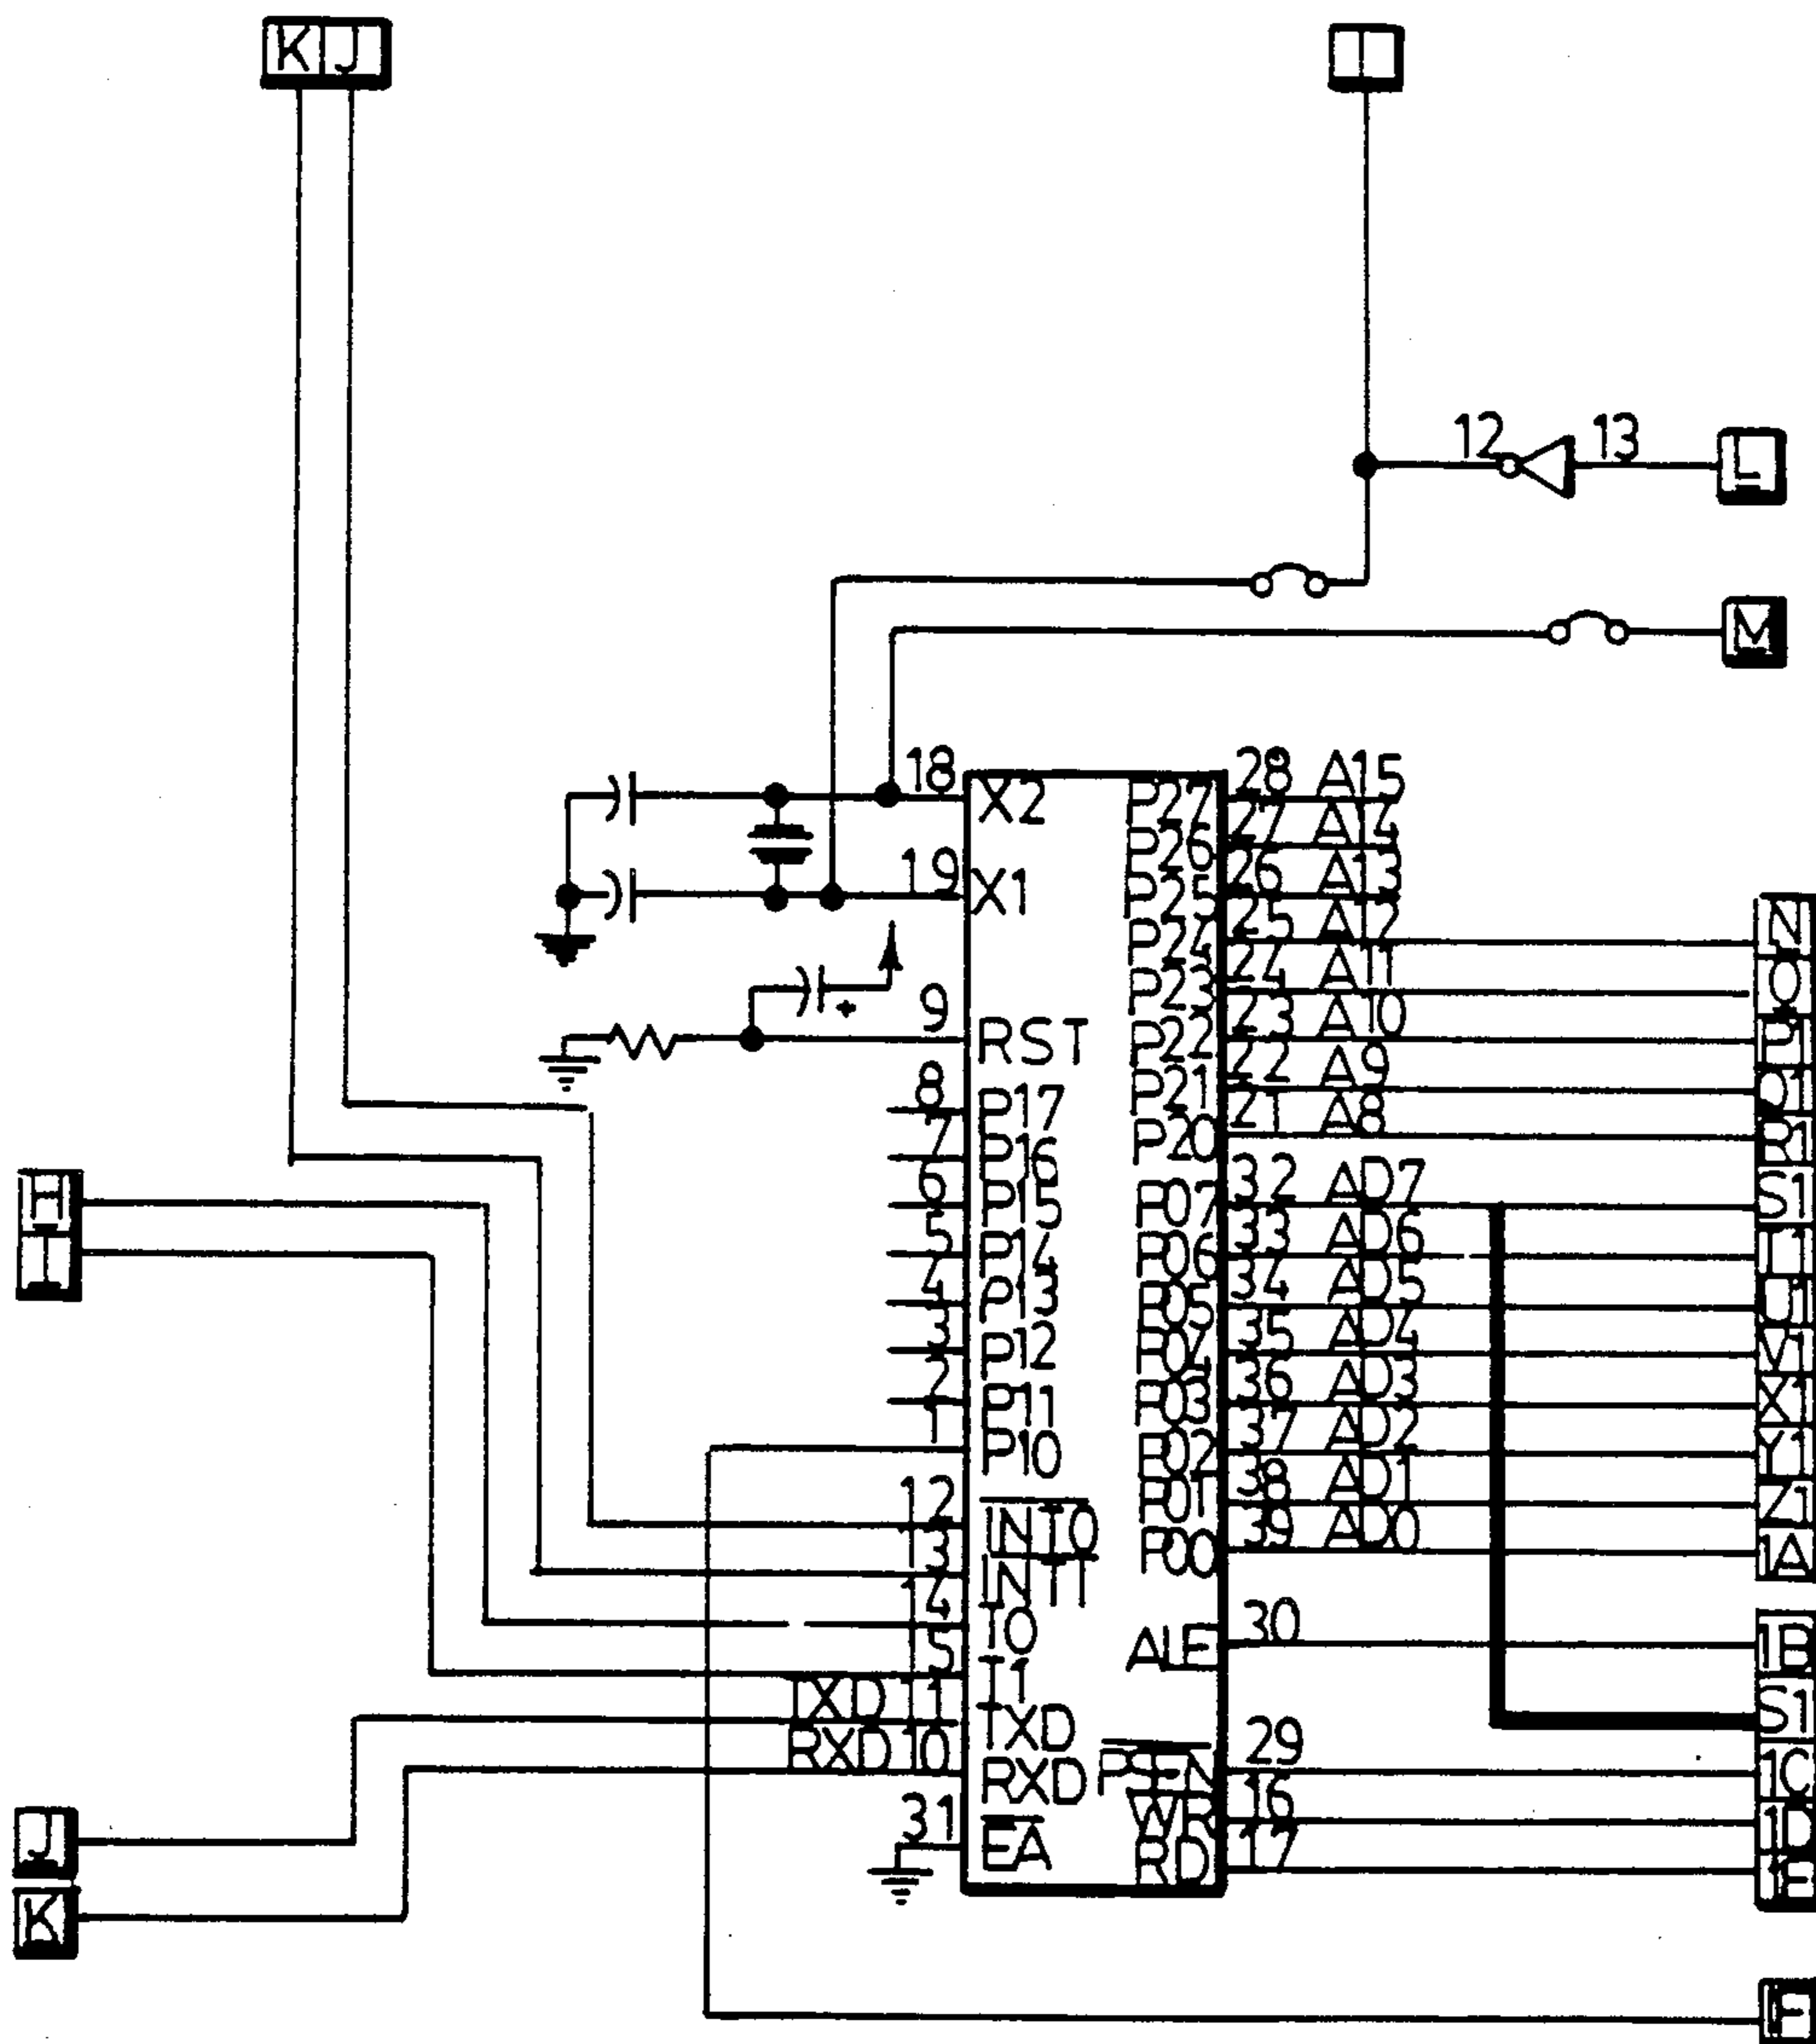 K J
I
12 13 L
M
18 X2 P27 28 A15
P26 27 A14
19 X1 P25 26 A13
P24 25 A12 N
P23 24 A11
9 RST P22 23 A10 P1
8 P17 P21 22 A9 Q1
7 P16 P20 21 A8 R1
H 6 P15 P07 32 AD7 S1
I 5 P14 P06 33 AD6 T1
4 P13 P05 34 AD5 U1
3 P12 P04 35 AD4 V1
2 P11 P03 36 AD3 X1
1 P10 P02 37 AD2 Y1
12 INT0 P01 38 AD1 Z1
13 INT1 P00 39 AD0 1A
14 T0
15 T1 ALE 30 1B
TXD 11 TXD S1
RXD 10 RXD PSEN 29 1C
J 31 EA WR 16 1D
RD 17 1E
K